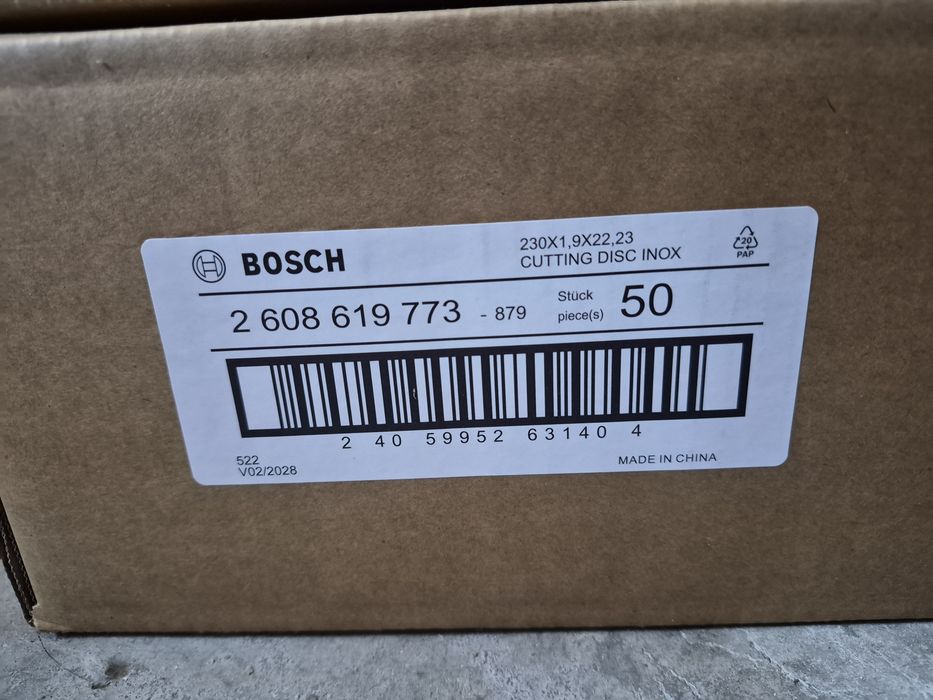 BOSCH
230X1,9X22,23
CUTTING DISC INOX
20
PAP
2 608 619 773 - 879
Stück
piece(s)
50
2 40 59952 63140 4
522
V02/2028
MADE IN CHINA